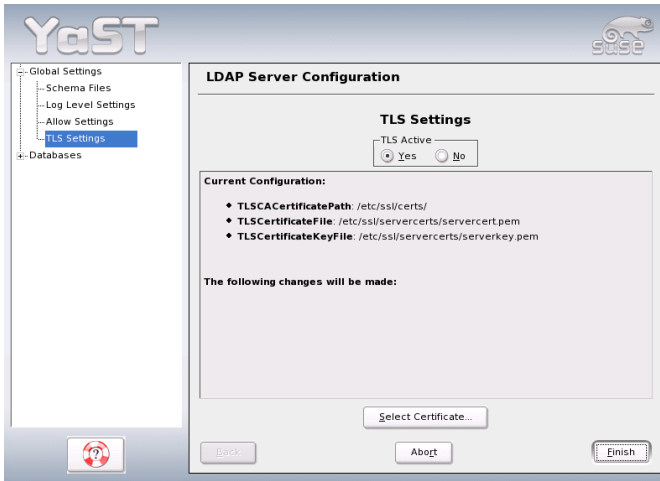 YaST
SUSE
Global Settings
Schema Files
Log Level Settings
Allow Settings
TLS Settings
Databases
LDAP Server Configuration
TLS Settings
TLS Active
Yes
No
Current Configuration:
TLSCACertificatePath: /etc/ssl/certs/
TLSCertificateFile: /etc/ssl/servercerts/servercert.pem
TLSCertificateKeyFile: /etc/ssl/servercerts/serverkey.pem
The following changes will be made:
Select Certificate...
?
Back
Abort
Finish